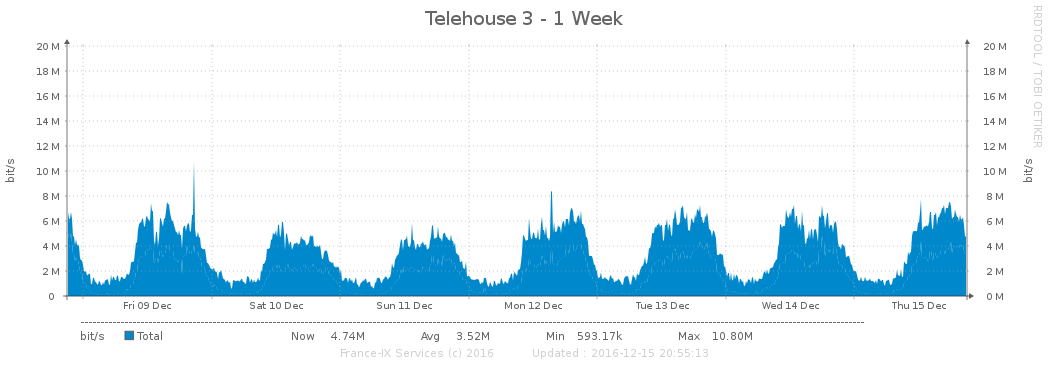 Telehouse 3 - 1 Week
RRDTOOL / TOBI OETIKER
bit/s
20 M 20 M
18 M 18 M
16 M 16 M
14 M 14 M
12 M 12 M
10 M 10 M
8 M 8 M
6 M 6 M
4 M 4 M
2 M 2 M
0 0 M
bit/s
Fri 09 Dec Sat 10 Dec Sun 11 Dec Mon 12 Dec Tue 13 Dec Wed 14 Dec Thu 15 Dec
bit/s Total Now 4.74M Avg 3.52M Min 593.17k Max 10.80M
France-IX Services (c) 2016 Updated : 2016-12-15 20:55:13